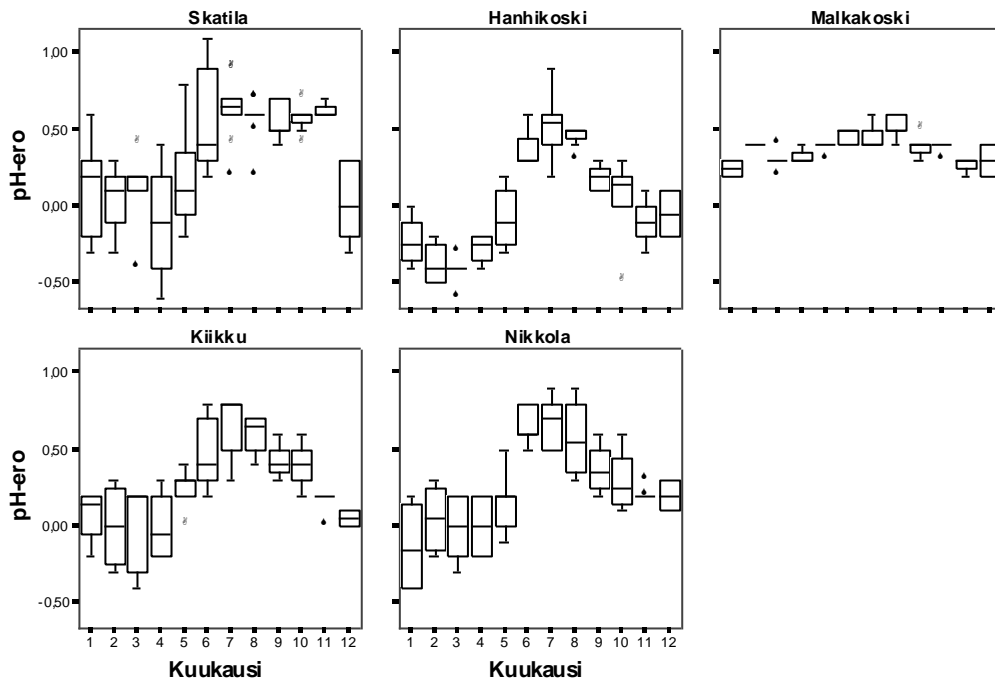 Skatila
Hanhikoski
Malkakoski
1,00
0,50
0,00
-0,50
pH-ero
Kiikku
Nikkola
1,00
0,50
0,00
-0,50
pH-ero
1 2 3 4 5 6 7 8 9 10 11 12
1 2 3 4 5 6 7 8 9 10 11 12
Kuukausi
Kuukausi